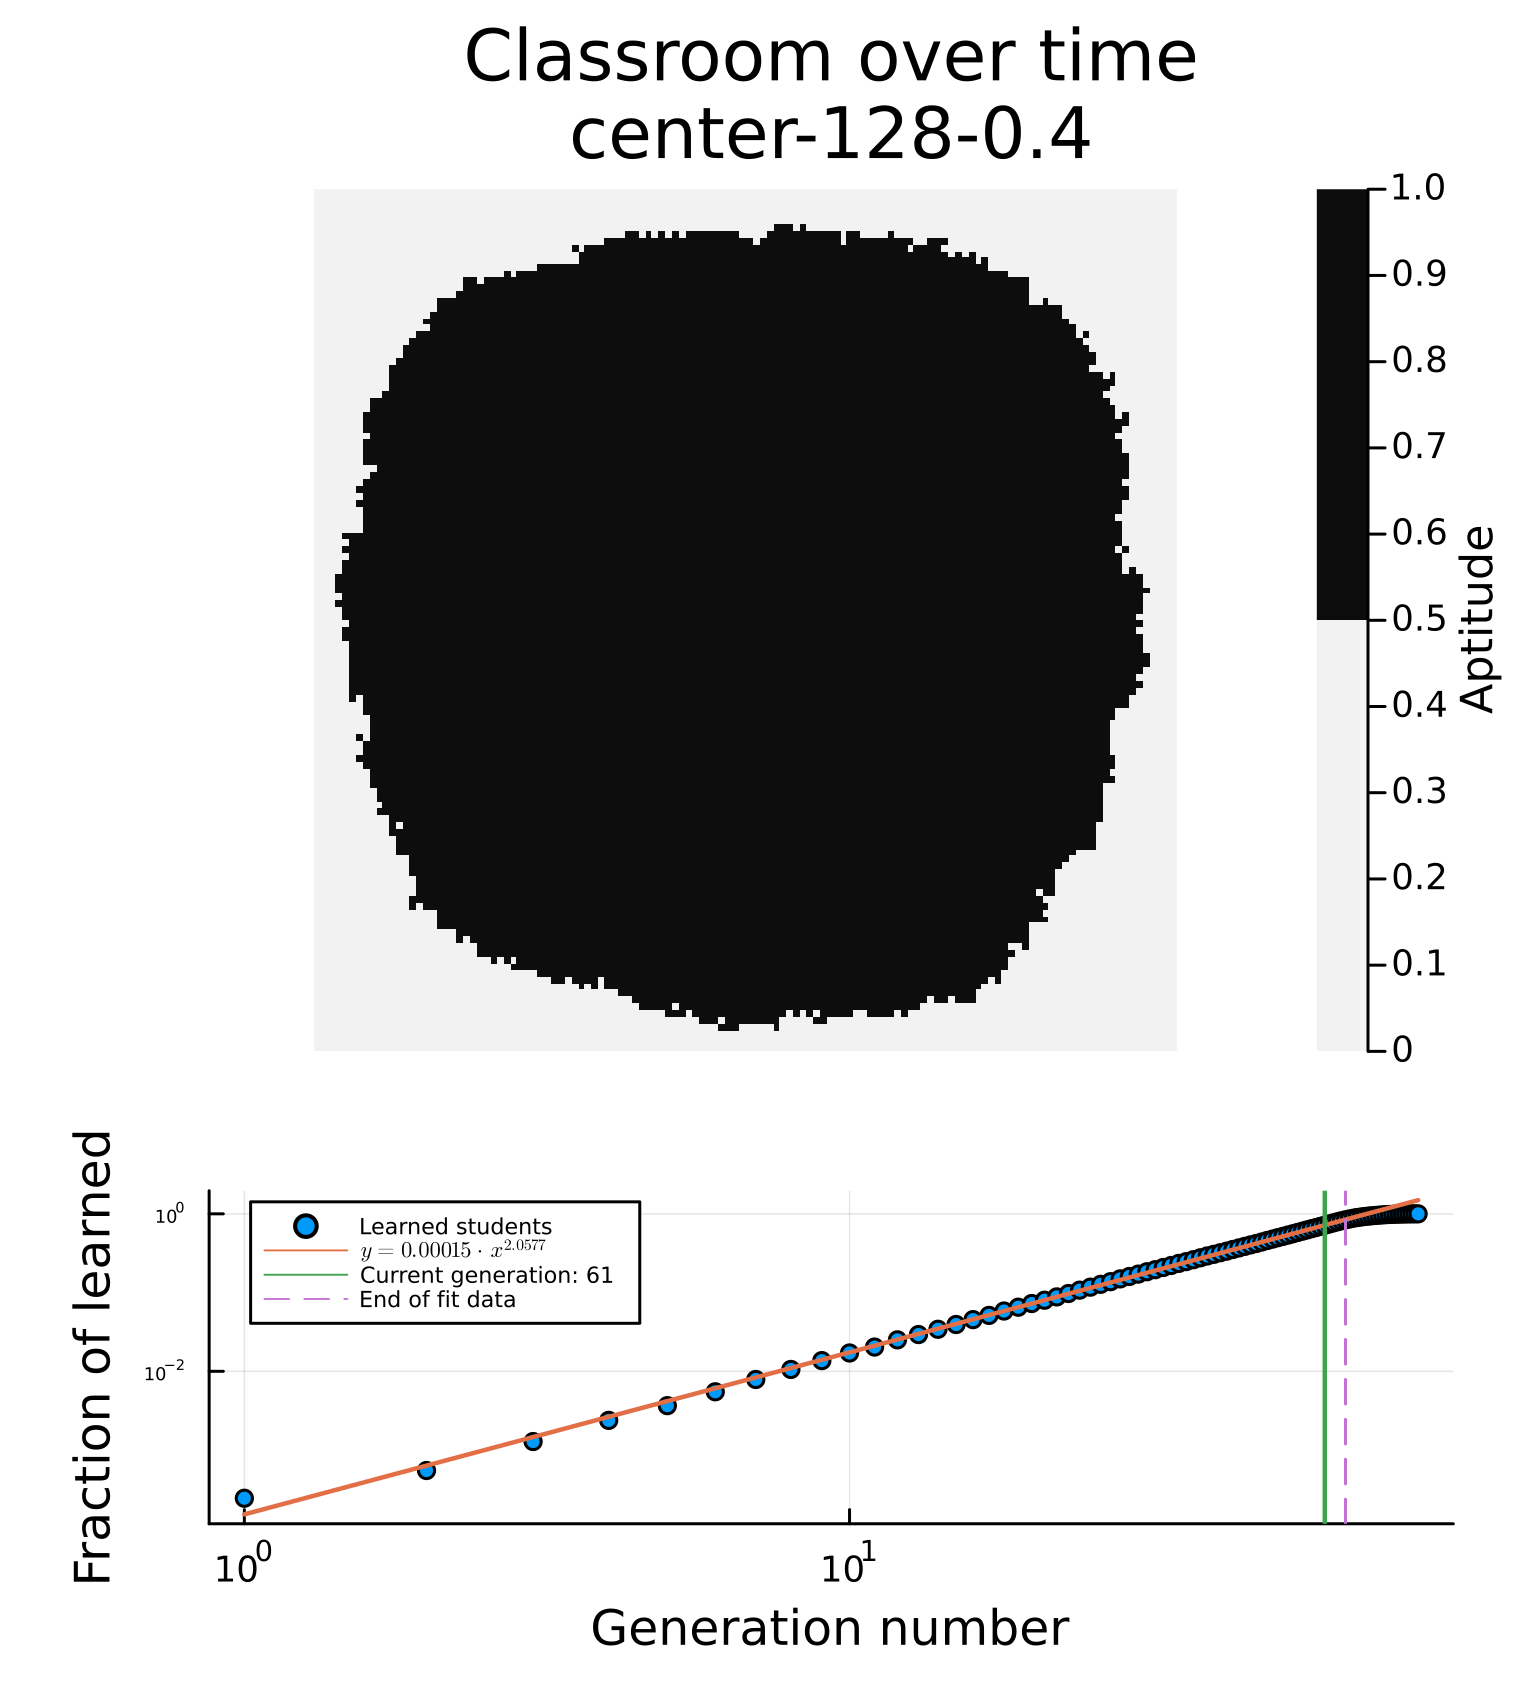 Classroom over time
center-128-0.4
1.0
0.9
0.8
0.7
0.6
0.5
0.4
0.3
0.2
0.1
0
Aptitude
Fraction of learned
10⁰
10⁻²
Learned students
y = 0.00015 · x^2.0577
Current generation: 61
End of fit data
10⁰
10¹
Generation number